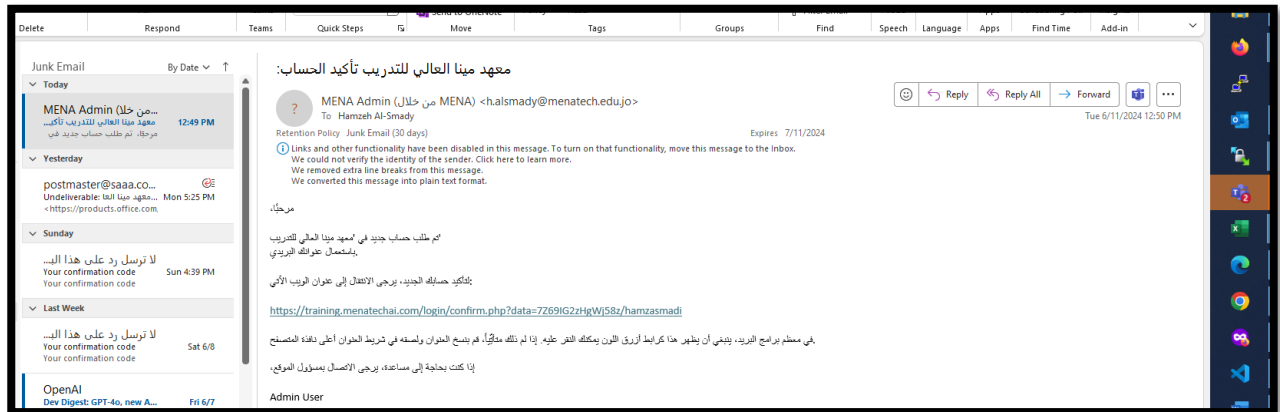 Delete Respond Teams Quick Steps Move Tags Groups Find Speech Language Apps Find Time Add-in
Junk Email By Date
Today
MENA Admin (من خلا...
معهد مينا العالي للتدريب تأكي... 12:49 PM
مرحبًا، تم طلب حساب جديد في
Yesterday
postmaster@saaa.co...
Undeliverable: معهد مينا العا... Mon 5:25 PM
<https://products.office.com,
Sunday
لا ترسل رد على هذا الب...
Your confirmation code Sun 4:39 PM
Your confirmation code
Last Week
لا ترسل رد على هذا الب...
Your confirmation code Sat 6/8
Your confirmation code
OpenAI
Dev Digest: GPT-4o, new A... Fri 6/7
معهد مينا العالي للتدريب تأكيد الحساب:
?
MENA Admin (من خلال MENA) <h.alsmady@menatech.edu.jo>
To Hamzeh Al-Smady
Reply Reply All Forward
Tue 6/11/2024 12:50 PM
Retention Policy Junk Email (30 days) Expires 7/11/2024
Links and other functionality have been disabled in this message. To turn on that functionality, move this message to the Inbox.
We could not verify the identity of the sender. Click here to learn more.
We removed extra line breaks from this message.
We converted this message into plain text format.
مرحبًا،
تم طلب حساب جديد في 'معهد مينا العالي للتدريب'
باستعمال عنوانك البريدي.
لتأكيد حسابك الجديد، يرجى الانتقال إلى عنوان الويب الآتي:
https://training.menatechai.com/login/confirm.php?data=7Z69IG2zHgWj58z/hamzasmadi
في معظم برامج البريد، ينبغي أن يظهر هذا كرابط أزرق اللون يمكنك النقر عليه. إذا لم ذلك متاكيًأ، قم بنسخ العنوان ولصقه في شريط العنوان أعلى نافذة المتصفح.
إذا كنت بحاجة إلى مساعدة، يرجى الاتصال بمسؤول الموقع،
Admin User